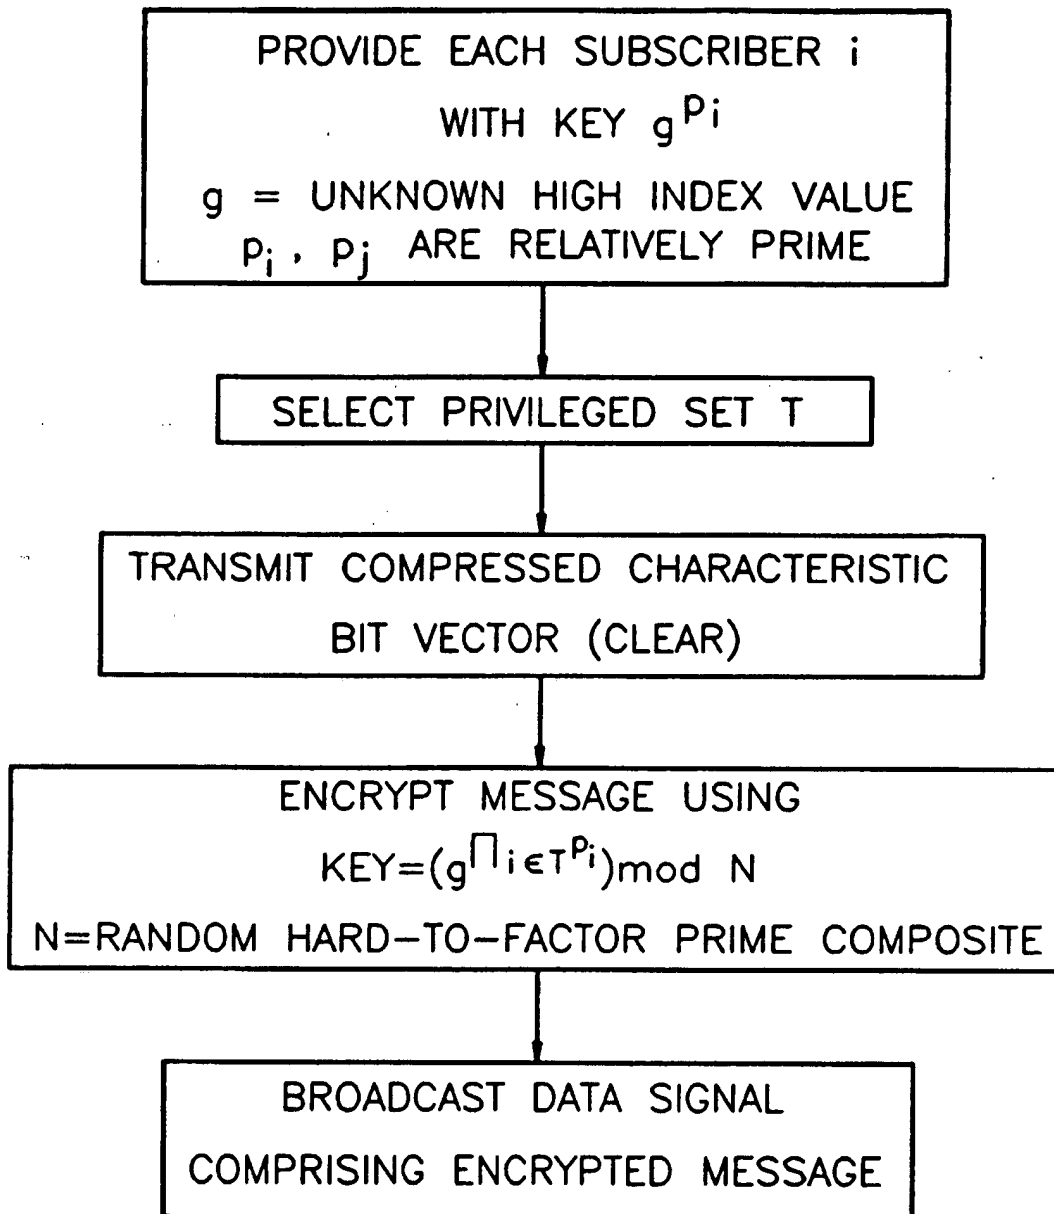 PROVIDE EACH SUBSCRIBER i
WITH KEY g^pi
g = UNKNOWN HIGH INDEX VALUE
pi , pj ARE RELATIVELY PRIME
SELECT PRIVILEGED SET T
TRANSMIT COMPRESSED CHARACTERISTIC
BIT VECTOR (CLEAR)
ENCRYPT MESSAGE USING
KEY=(g^∏ i∈T^pi)mod N
N=RANDOM HARD-TO-FACTOR PRIME COMPOSITE
BROADCAST DATA SIGNAL
COMPRISING ENCRYPTED MESSAGE